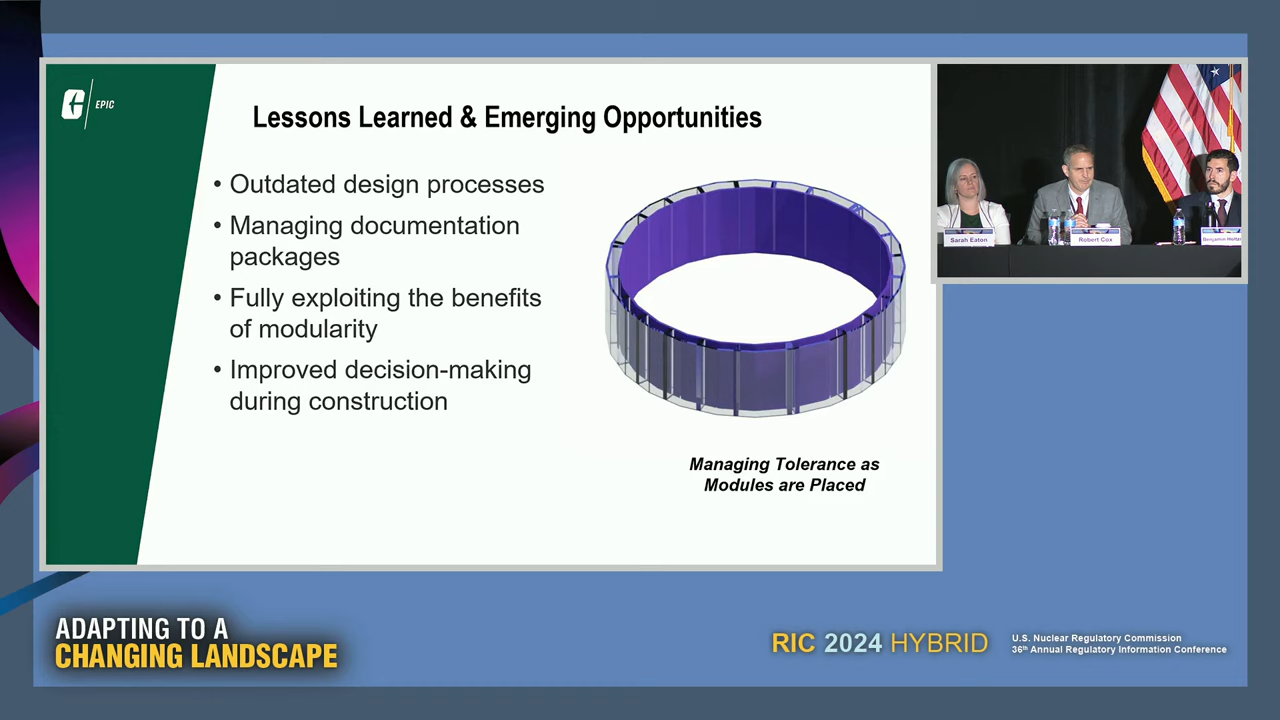 EPIC
Lessons Learned & Emerging Opportunities
• Outdated design processes
• Managing documentation
packages
• Fully exploiting the benefits
of modularity
• Improved decision-making
during construction
Managing Tolerance as
Modules are Placed
Sarah Eaton
Robert Cox
Benjamin
ADAPTING TO A
CHANGING LANDSCAPE
RIC 2024 HYBRID
U.S. Nuclear Regulatory Commission
36th Annual Regulatory Information Conference